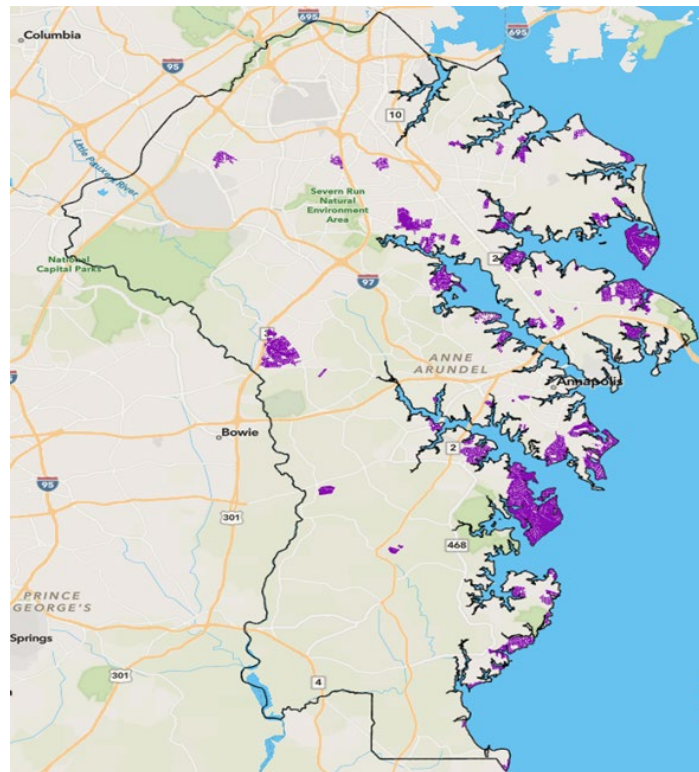 695
695
Columbia
95
10
Little Patuxent River
Severn Run
Natural
Environment
Area
National
Capital Parks
2
97
3
ANNE
ARUNDEL
Annapolis
Bowie
2
95
301
468
PRINCE
GEORGE'S
Springs
301
4